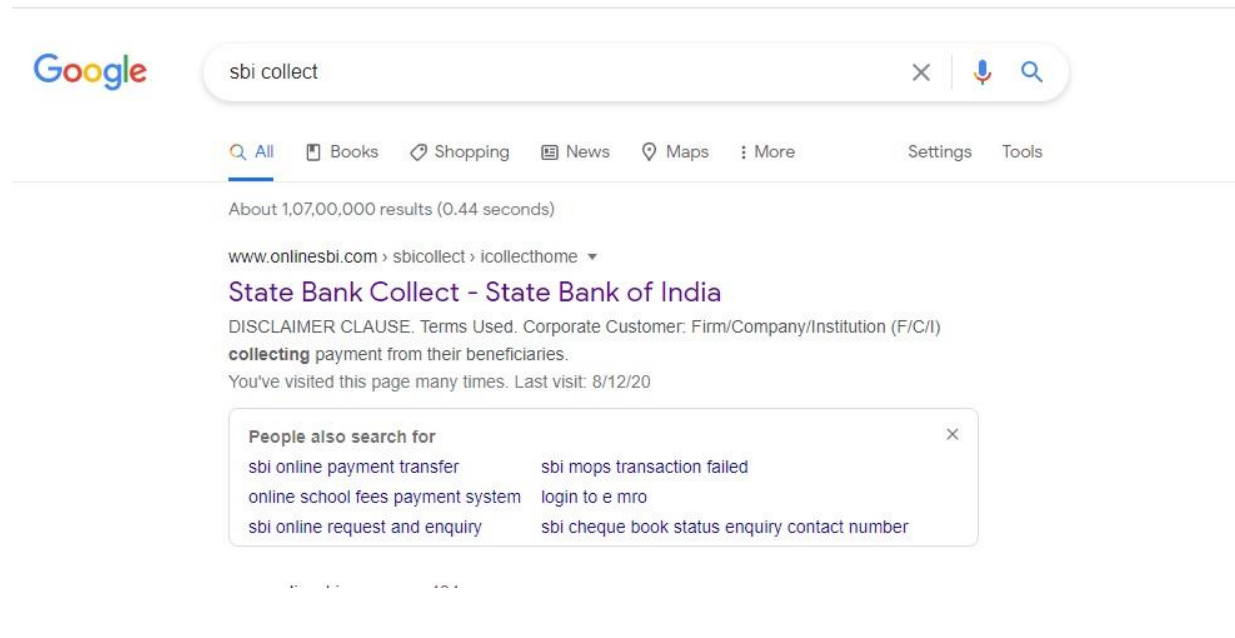 Google sbi collect
All Books Shopping News Maps More Settings Tools
About 1,07,00,000 results (0.44 seconds)
www.onlinesbi.com › sbicollect › icollecthome
State Bank Collect - State Bank of India
DISCLAIMER CLAUSE. Terms Used. Corporate Customer: Firm/Company/Institution (F/C/I)
collecting payment from their beneficiaries.
You've visited this page many times. Last visit: 8/12/20
People also search for
sbi online payment transfer sbi mops transaction failed
online school fees payment system login to e mro
sbi online request and enquiry sbi cheque book status enquiry contact number